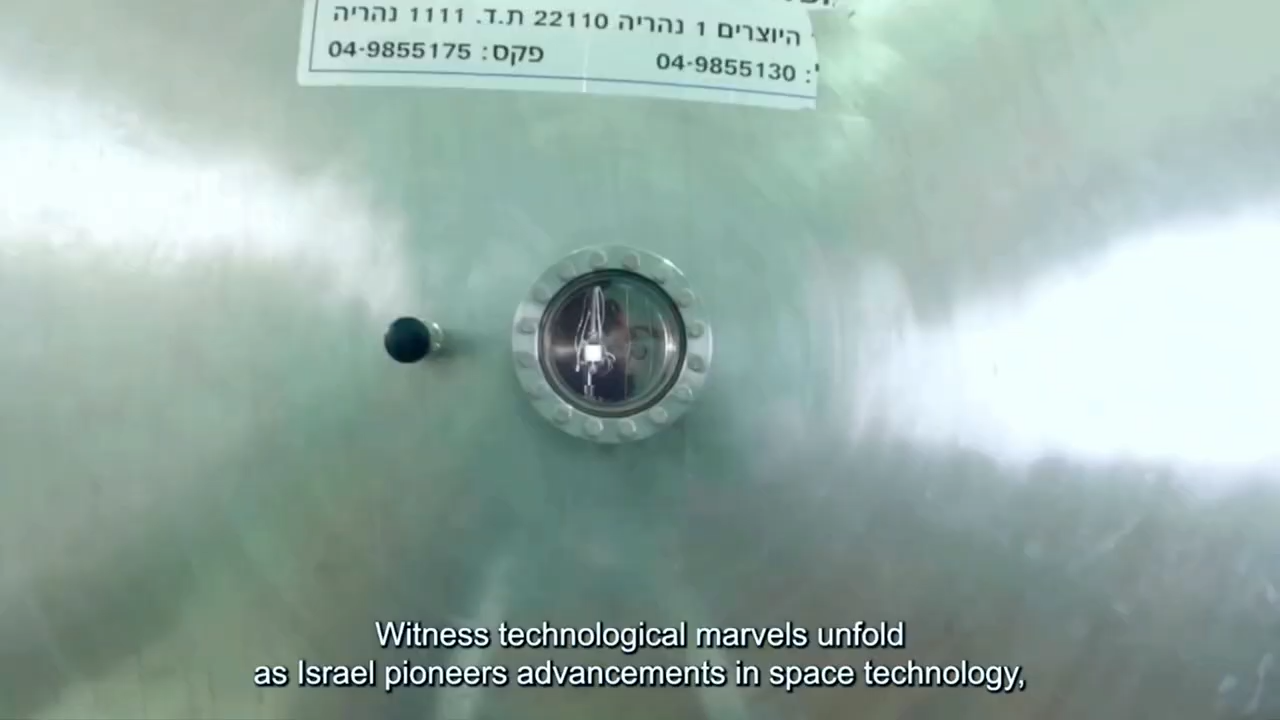 היוצרים 1 נהריה 22110 ת.ד. 1111 נהריה
04-9855130 פקס: 04-9855175
Witness technological marvels unfold
as Israel pioneers advancements in space technology,